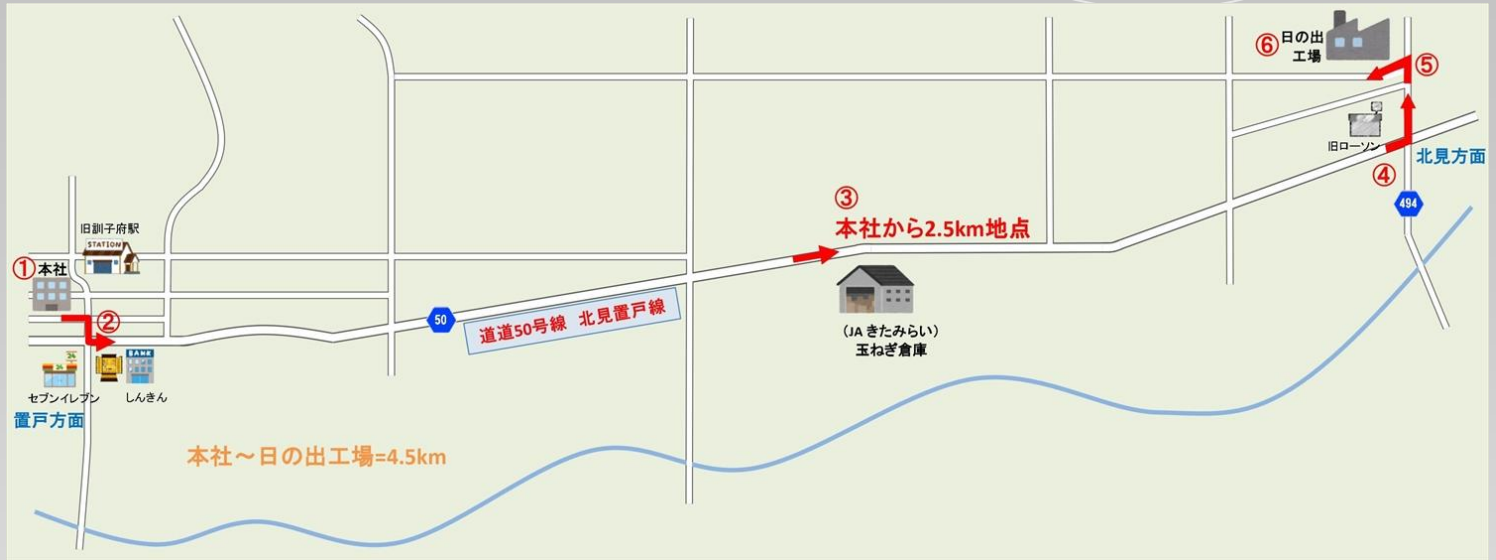 旧訓子府駅
STATION
① 本社
②
セブンイレブン
BANK
しんきん
置戸方面
本社～日の出工場=4.5km
50
道道50号線 北見置戸線
③
本社から2.5km地点
（JA きたみらい）
玉ねぎ倉庫
⑥ 日の出
工場
⑤
旧ローソン
④
北見方面
494